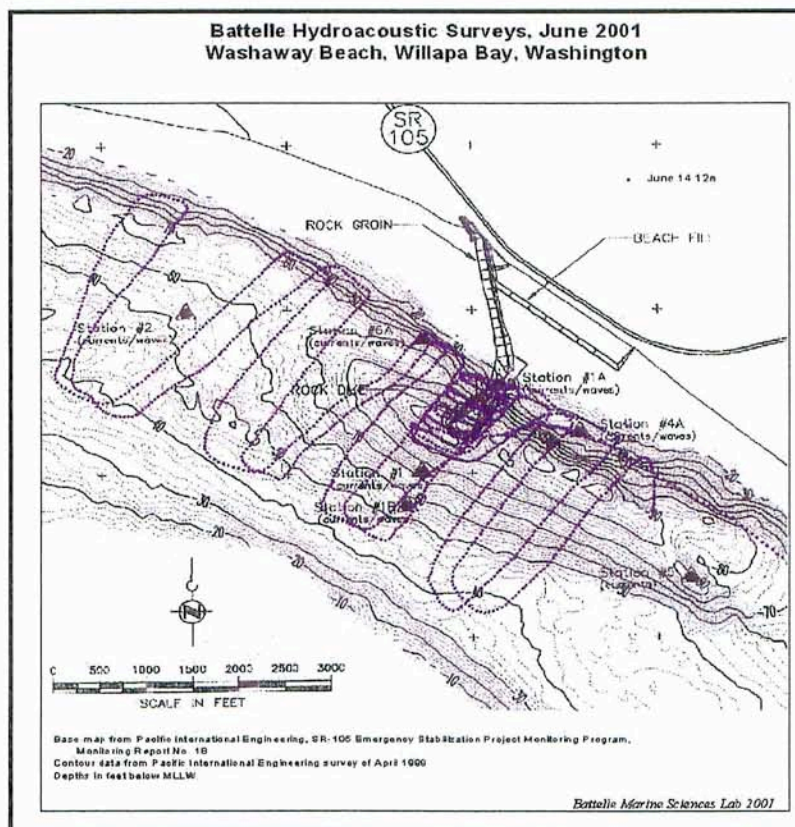 Battelle Hydroacoustic Surveys, June 2001
Washaway Beach, Willapa Bay, Washington
SR
105
June 14 12n
ROCK GROIN
BEACH FILL
-20
Station #2
(currents/waves)
Station #6A
(currents/waves)
ROCK DIKE
Station #1A
(currents/waves)
Station #4A
(currents/waves)
Station #1
(currents/waves)
Station #1B
(currents/waves)
Station
(currents)
-30
-20
-10
-70
0 500 1000 1500 2000 2500 3000
SCALE IN FEET
Base map from Pacific International Engineering, SR-105 Emergency Stabilization Project Monitoring Program,
Monitoring Report No. 18
Contour data from Pacific International Engineering survey of April 1999
Depths in feet below MLLW
Battelle Marine Sciences Lab 2001